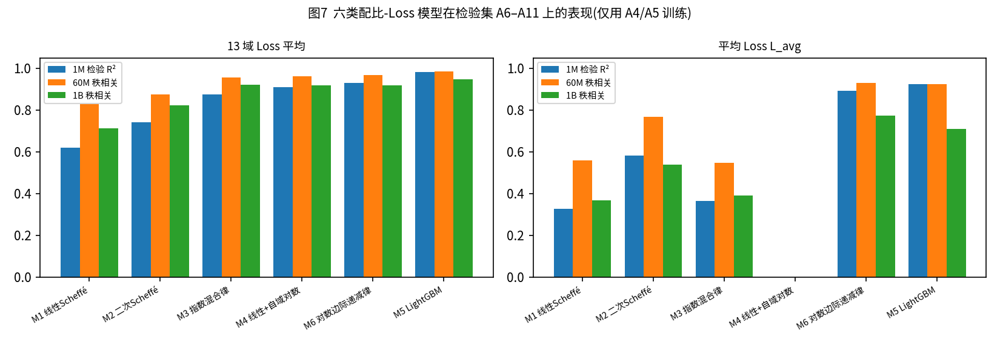 图7 六类配比-Loss 模型在检验集 A6–A11 上的表现(仅用 A4/A5 训练)
13 域 Loss 平均
1.0
0.8
0.6
0.4
0.2
0.0
1M 检验 R²
60M 秩相关
1B 秩相关
M1 线性Scheffé
M2 二次Scheffé
M3 指数混合律
M4 线性+自域对数
M6 对数边际递减律
M5 LightGBM
平均 Loss L_avg
1.0
0.8
0.6
0.4
0.2
0.0
1M 检验 R²
60M 秩相关
1B 秩相关
M1 线性Scheffé
M2 二次Scheffé
M3 指数混合律
M4 线性+自域对数
M6 对数边际递减律
M5 LightGBM